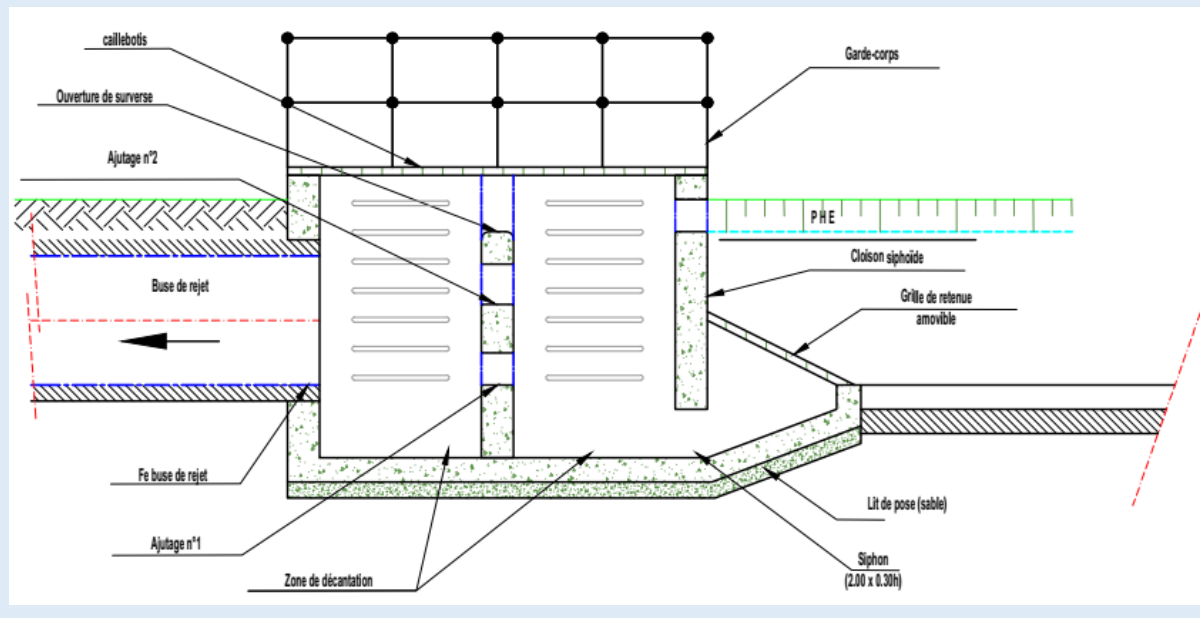 caillebotis
Garde-corps
Ouverture de surverse
Ajutage n°2
PHE
Cloison siphoïde
Buse de rejet
Grille de retenue
amovible
Fe buse de rejet
Lit de pose (sable)
Ajutage n°1
Siphon
(2.00 x 0.30h)
Zone de décantation